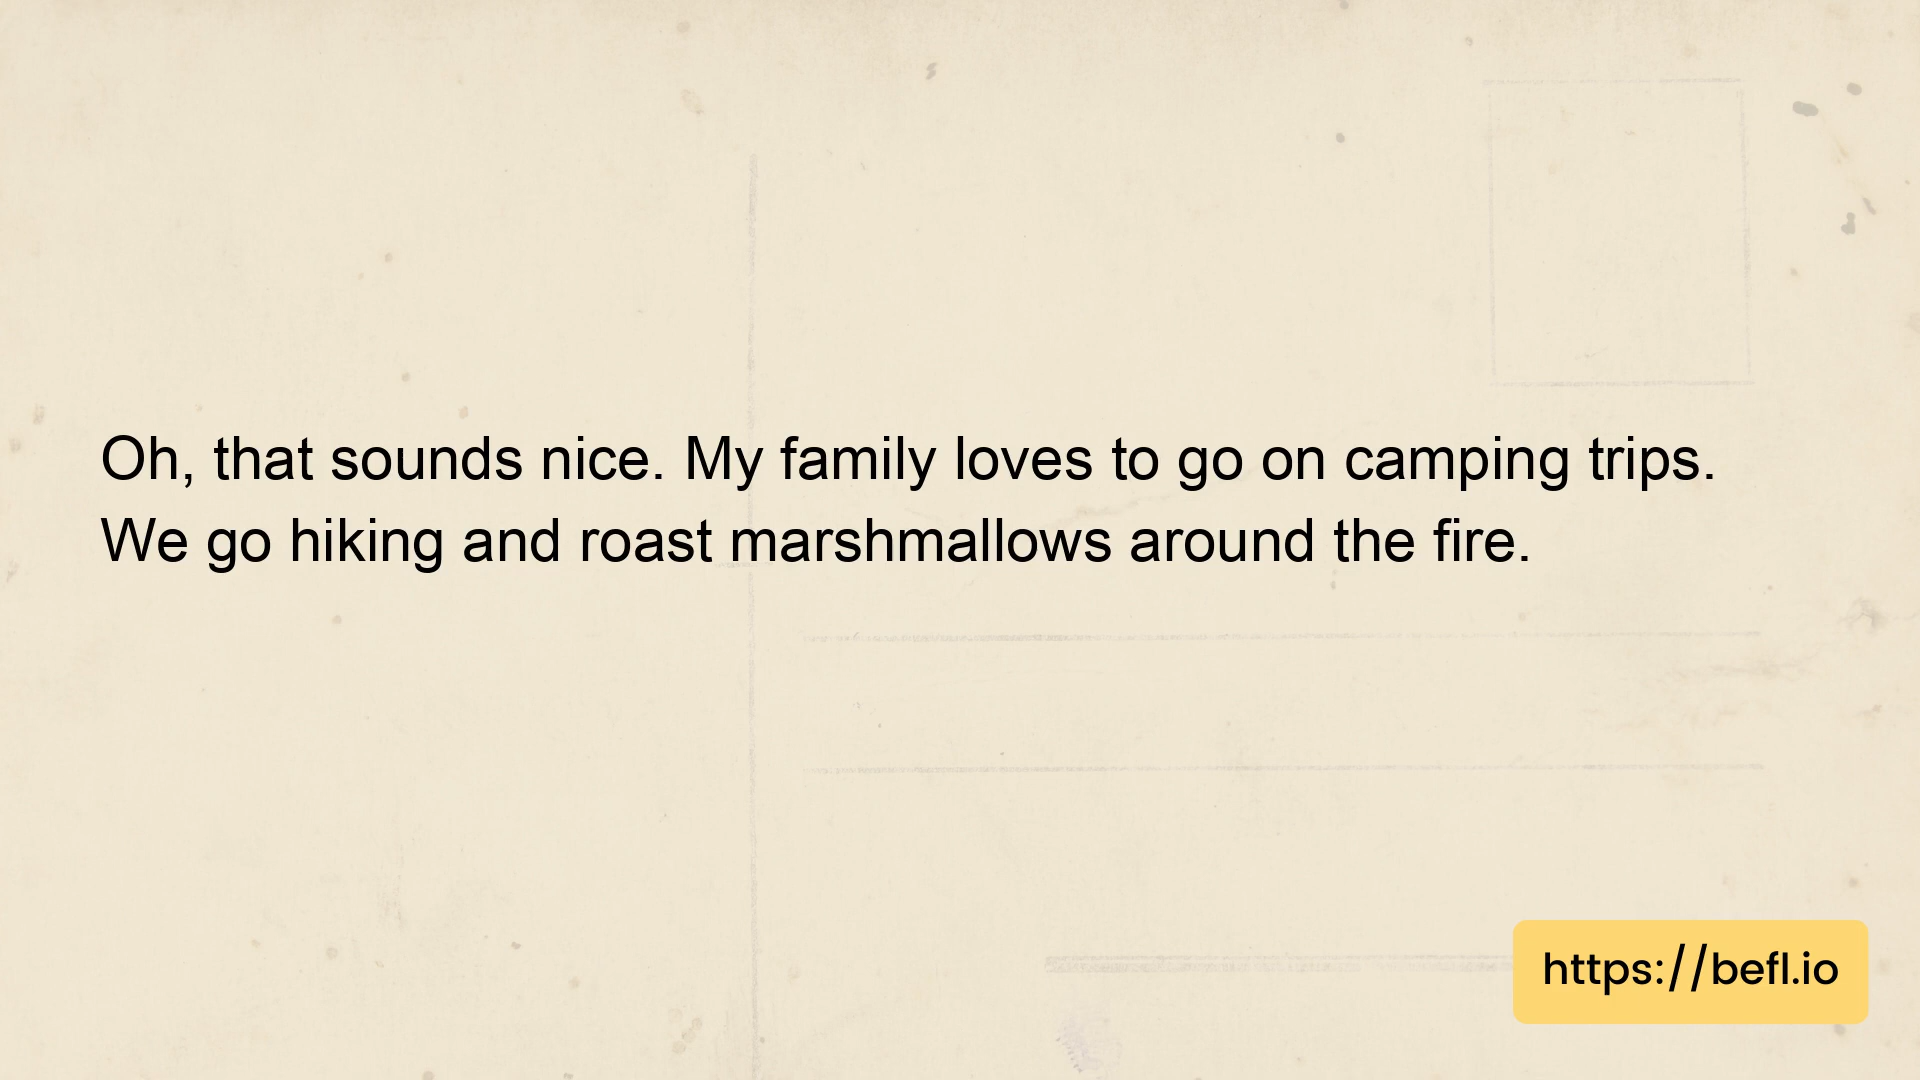 Oh, that sounds nice. My family loves to go on camping trips.
We go hiking and roast marshmallows around the fire.
https://befl.io